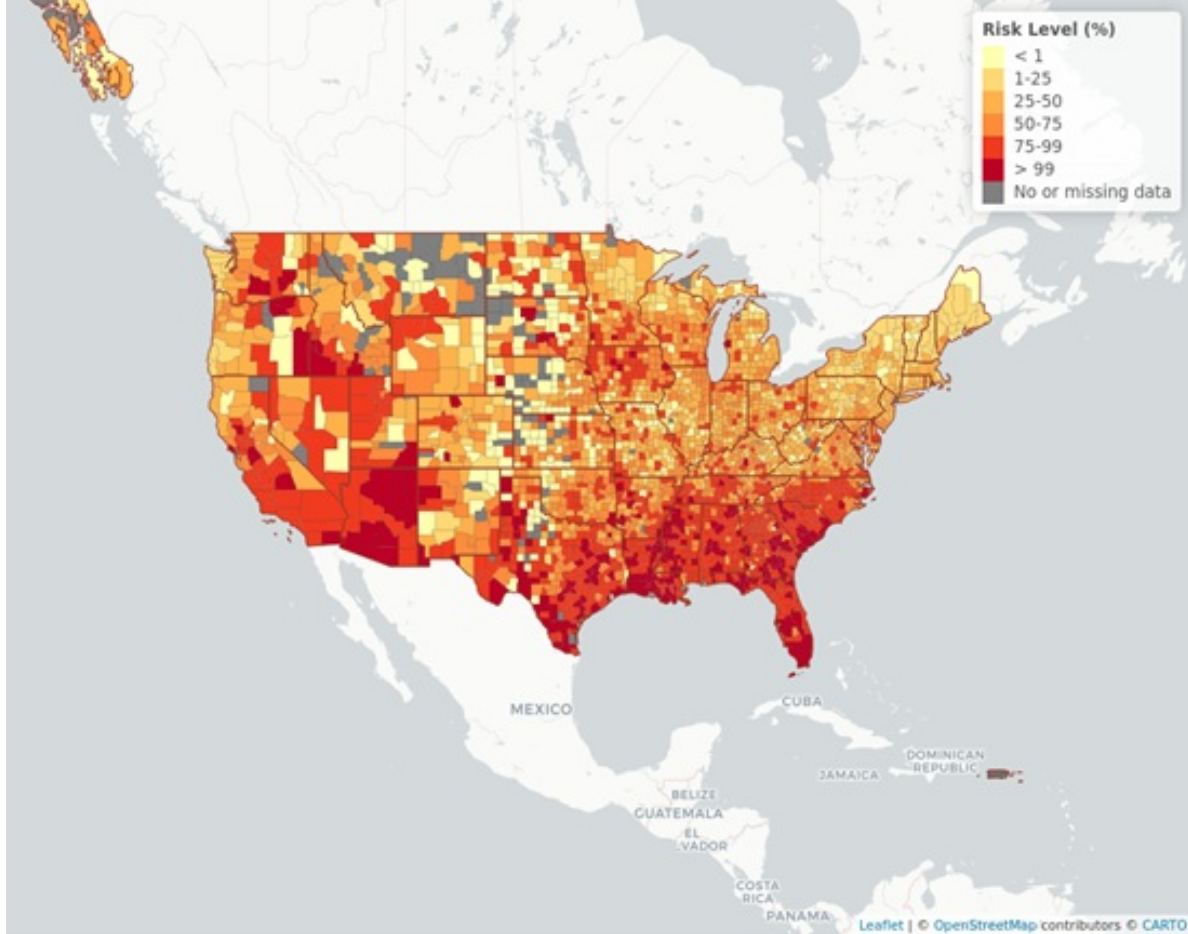 Risk Level (%)
< 1
1-25
25-50
50-75
75-99
> 99
No or missing data
MEXICO
CUBA
DOMINICAN
REPUBLIC
JAMAICA
BELIZE
GUATEMALA
EL
.VADOR
COSTA
RICA
PANAMA
Leaflet | © OpenStreetMap contributors © CARTO